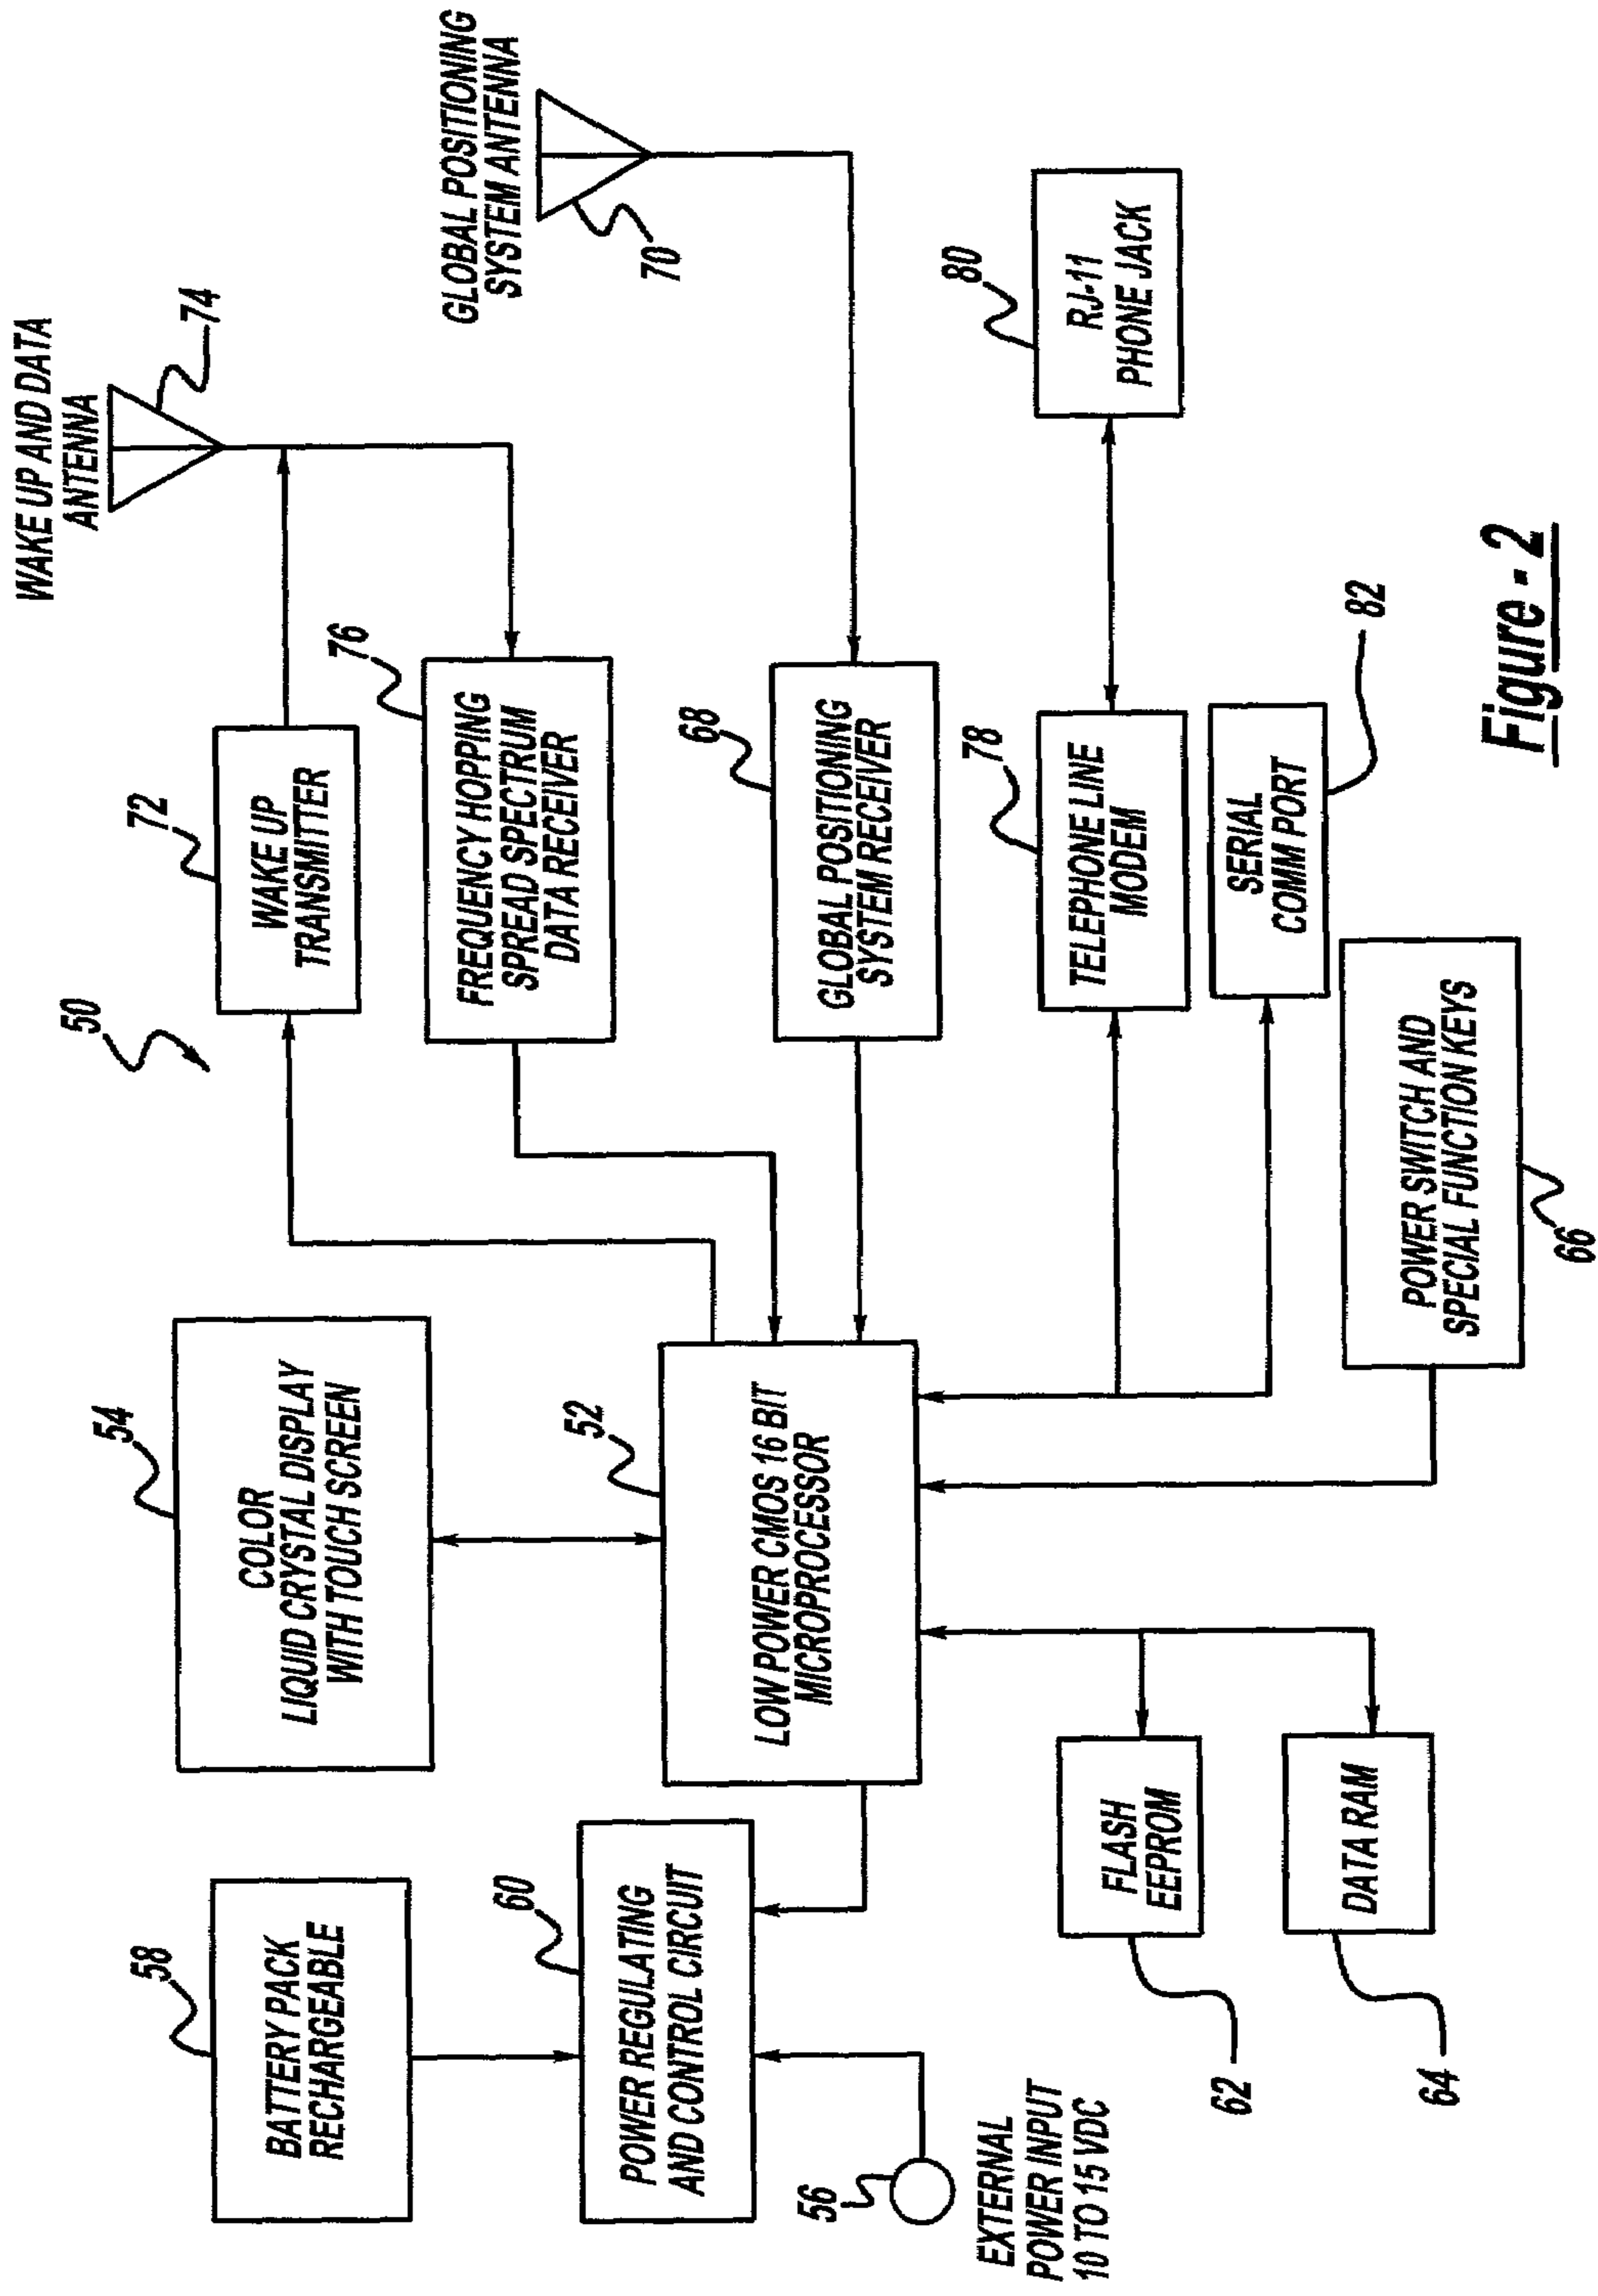 WAKE UP AND DATA
ANTENNA
74
GLOBAL POSITIONING
SYSTEM ANTENNA
70
50
72
WAKE UP
TRANSMITTER
76
FREQUENCY HOPPING
SPREAD SPECTRUM
DATA RECEIVER
68
GLOBAL POSITIONING
SYSTEM RECEIVER
80
RJ-11
PHONE JACK
78
TELEPHONE LINE
MODEM
SERIAL
COMM PORT
82
POWER SWITCH AND
SPECIAL FUNCTION KEYS
66
54
COLOR
LIQUID CRYSTAL DISPLAY
WITH TOUCH SCREEN
52
LOW POWER CMOS 16 BIT
MICROPROCESSOR
58
BATTERY PACK
RECHARGEABLE
60
POWER REGULATING
AND CONTROL CIRCUIT
56
EXTERNAL
POWER INPUT
10 TO 15 VDC
FLASH
EEPROM
62
DATA RAM
64
Figure - 2